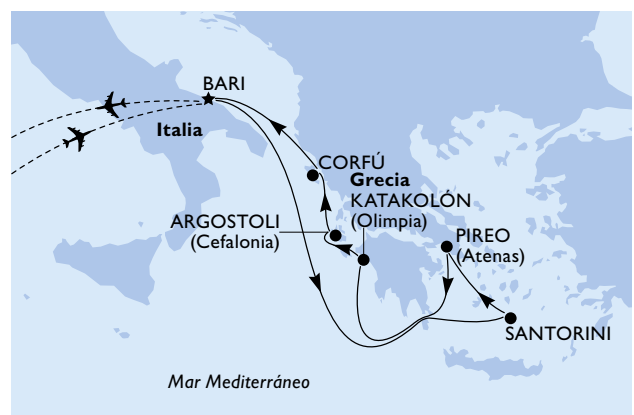 BARI
Italia
CORFÚ
Grecia
KATAKOLÓN
(Olimpia)
ARGOSTOLI
(Cefalonia)
PIREO
(Atenas)
SANTORINI
Mar Mediterráneo